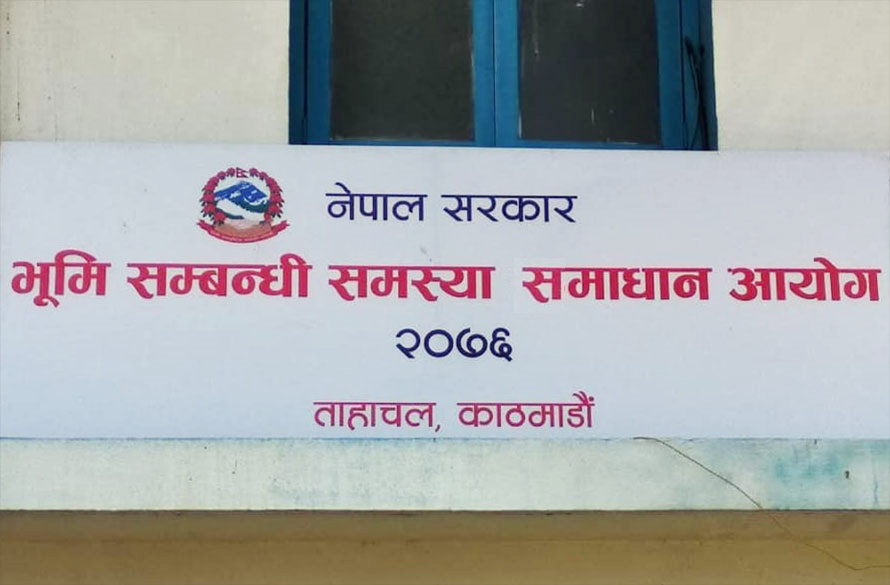 नेपाल सरकार
भूमि सम्बन्धी समस्या समाधान आयोग
२०७६
ताहाचल, काठमाडौं